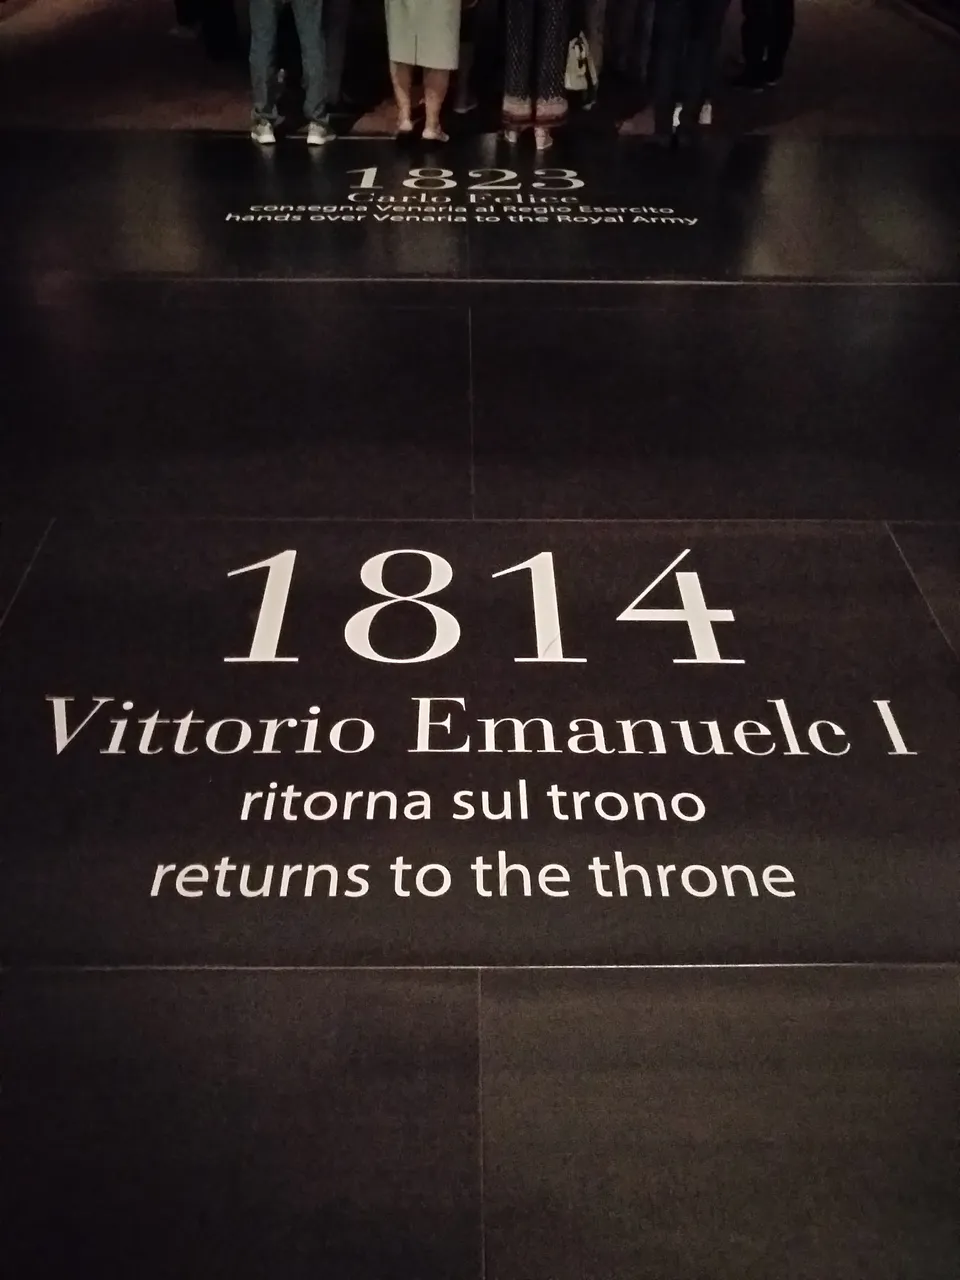 1823
Carlo Felice
consegna Venaria al Regio Esercito
hands over Venaria to the Royal Army
1814
Vittorio Emanuele I
ritorna sul trono
returns to the throne